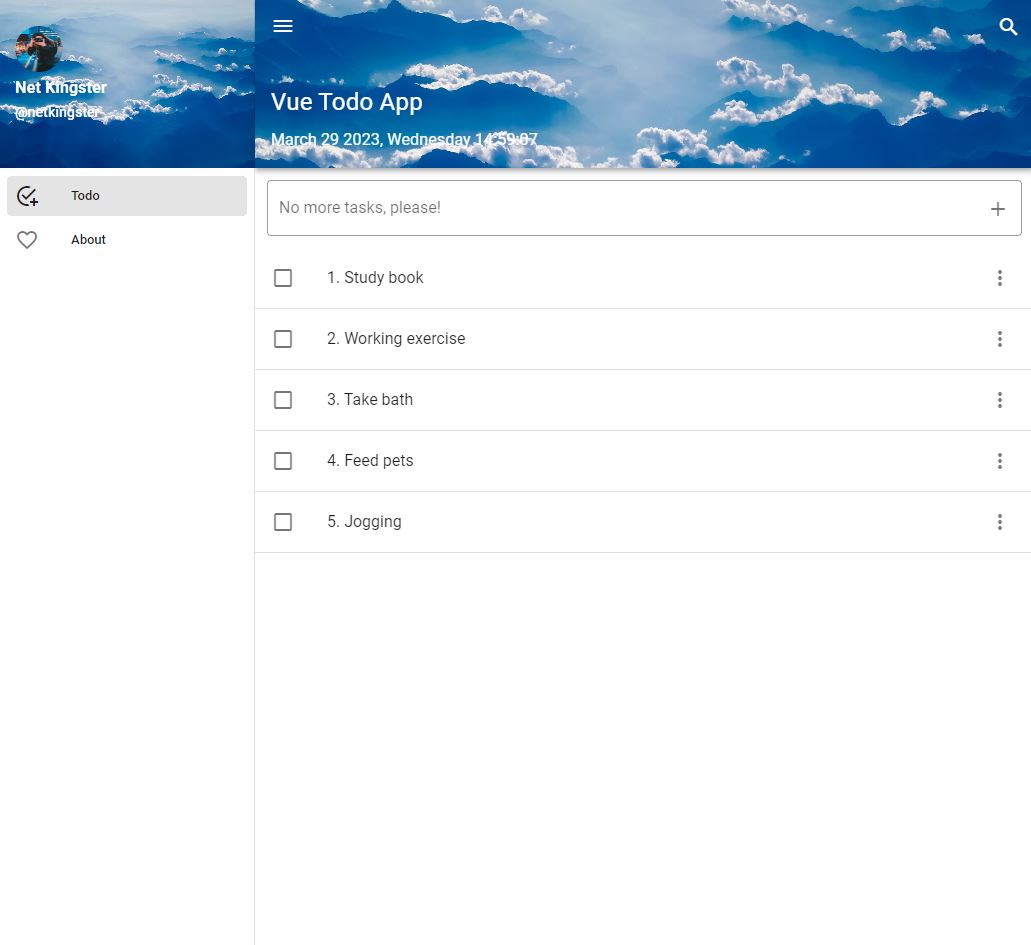 Net Kingster
@netkingster
Vue Todo App
March 29 2023, Wednesday 14:59:07
Todo
About
No more tasks, please!
1. Study book
2. Working exercise
3. Take bath
4. Feed pets
5. Jogging